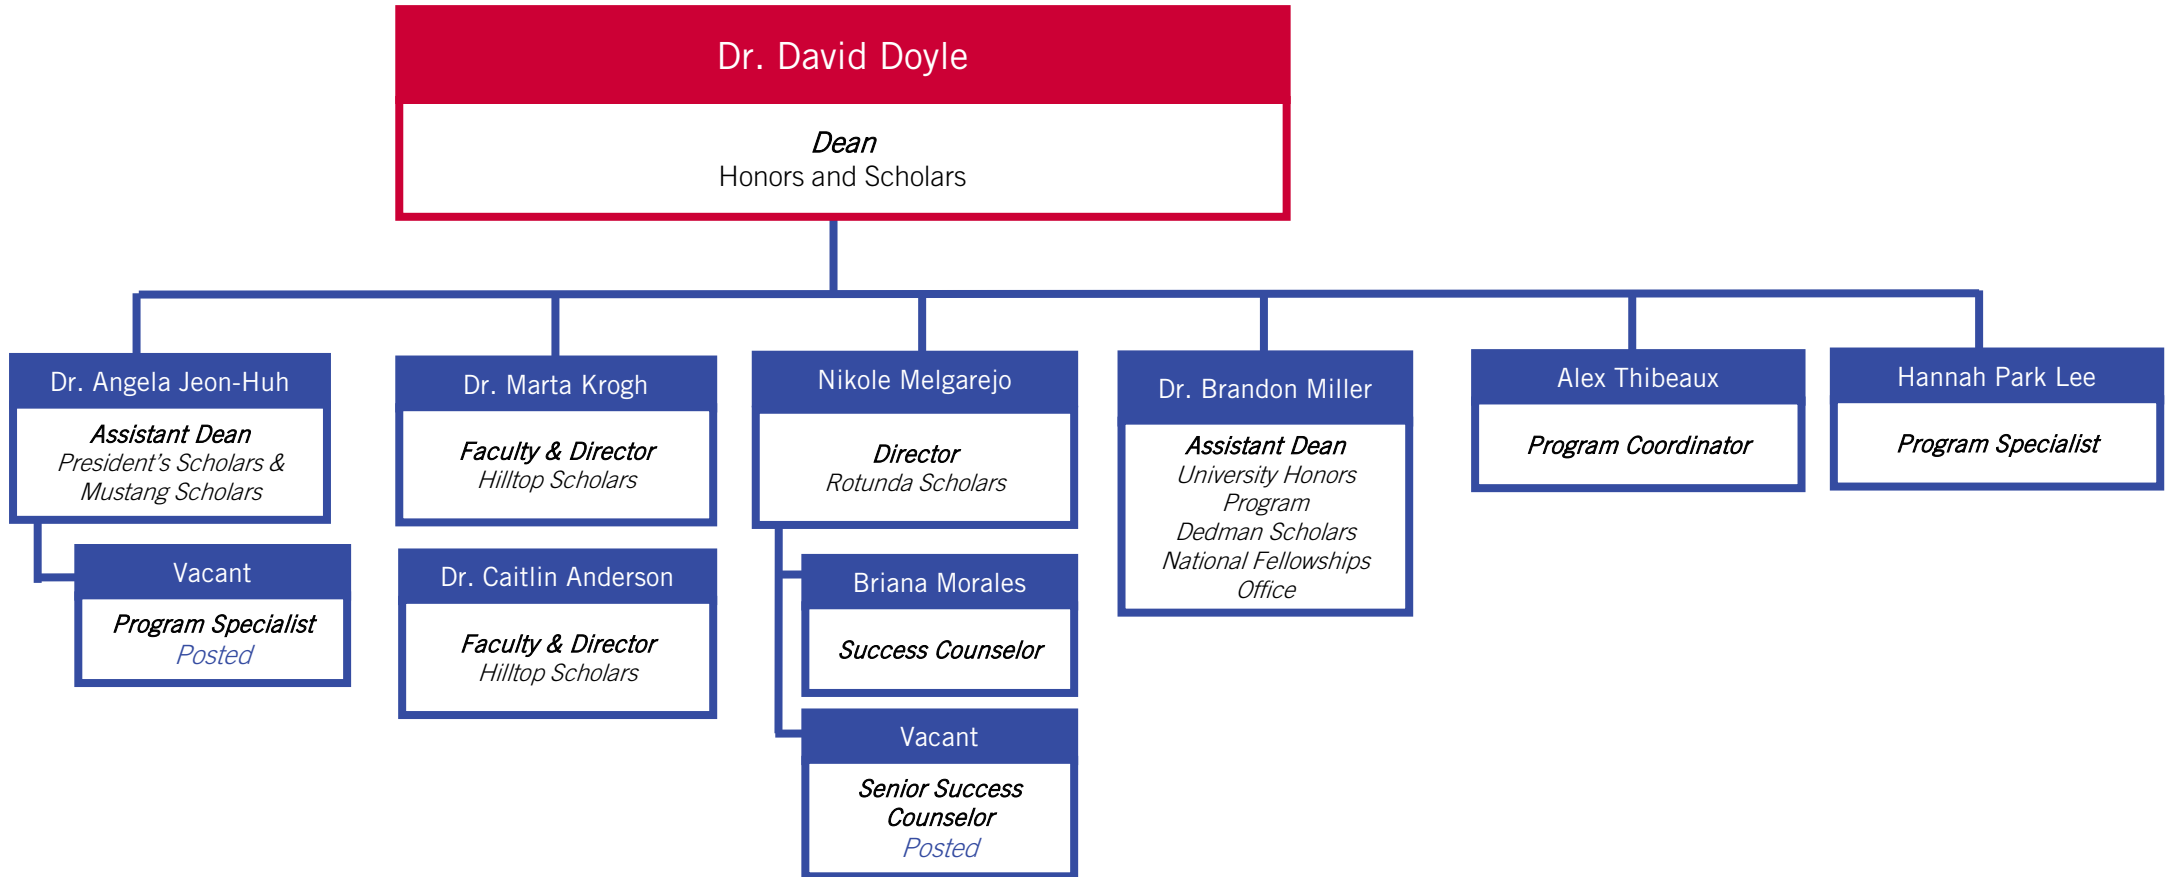 Dr. David Doyle
Dean
Honors and Scholars
Dr. Angela Jeon-Huh
Assistant Dean
President's Scholars &
Mustang Scholars
Vacant
Program Specialist
Posted
Dr. Marta Krogh
Faculty & Director
Hilltop Scholars
Dr. Caitlin Anderson
Faculty & Director
Hilltop Scholars
Nikole Melgarejo
Director
Rotunda Scholars
Briana Morales
Success Counselor
Vacant
Senior Success
Counselor
Posted
Dr. Brandon Miller
Assistant Dean
University Honors
Program
Dedman Scholars
National Fellowships
Office
Alex Thibeaux
Program Coordinator
Hannah Park Lee
Program Specialist